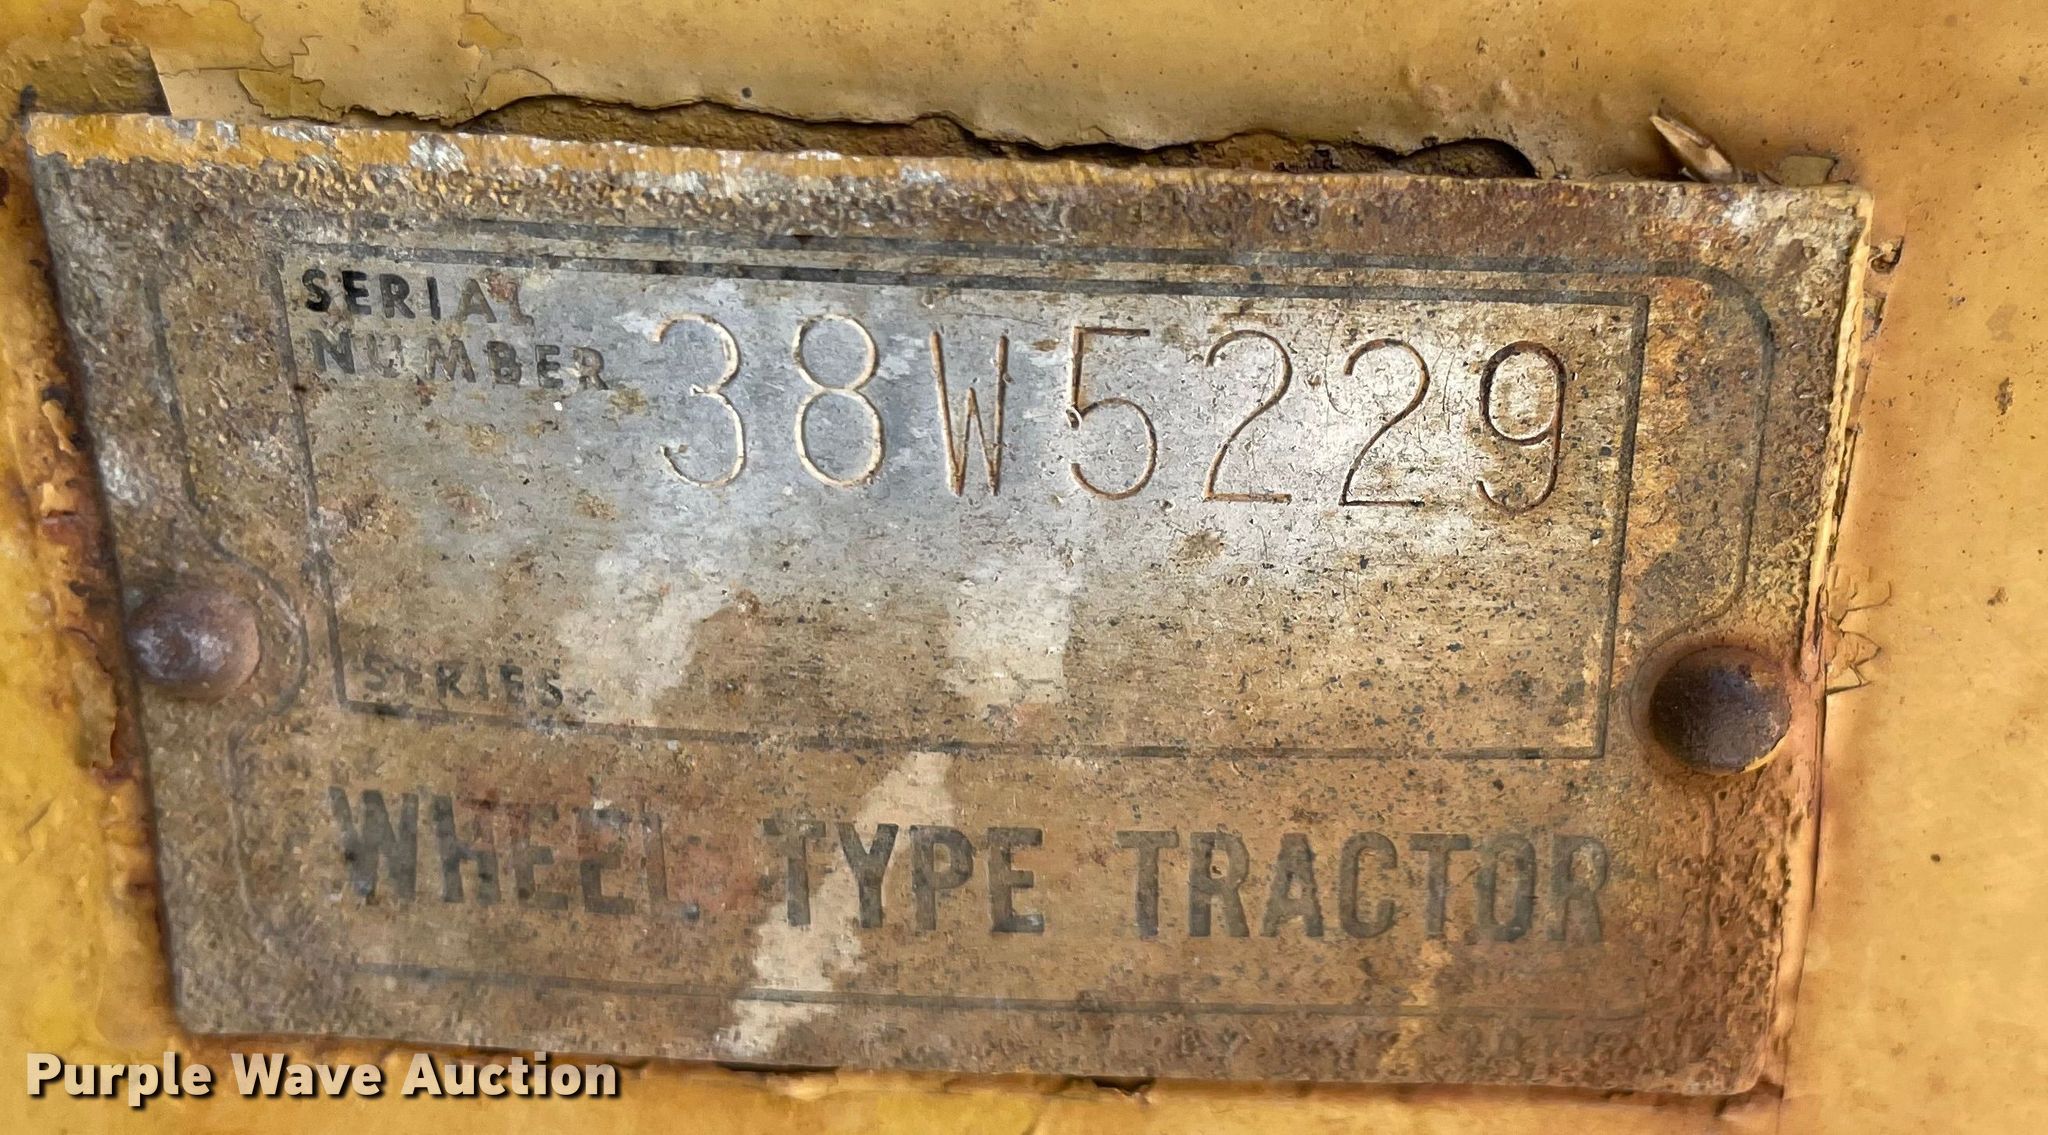 SERIAL
NUMBER
38W5229
SERIES
WHEEL TYPE TRACTOR
Purple Wave Auction